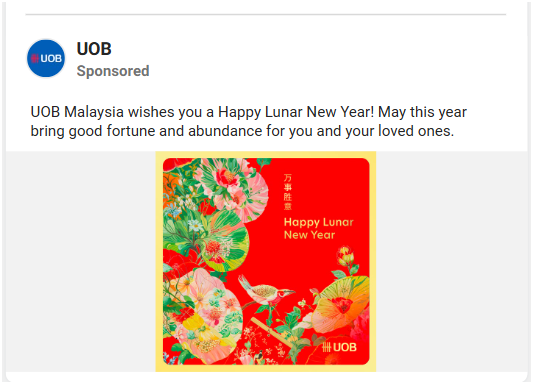 UOB
UOB
Sponsored
UOB Malaysia wishes you a Happy Lunar New Year! May this year
bring good fortune and abundance for you and your loved ones.
万事胜意
Happy Lunar
New Year
UOB